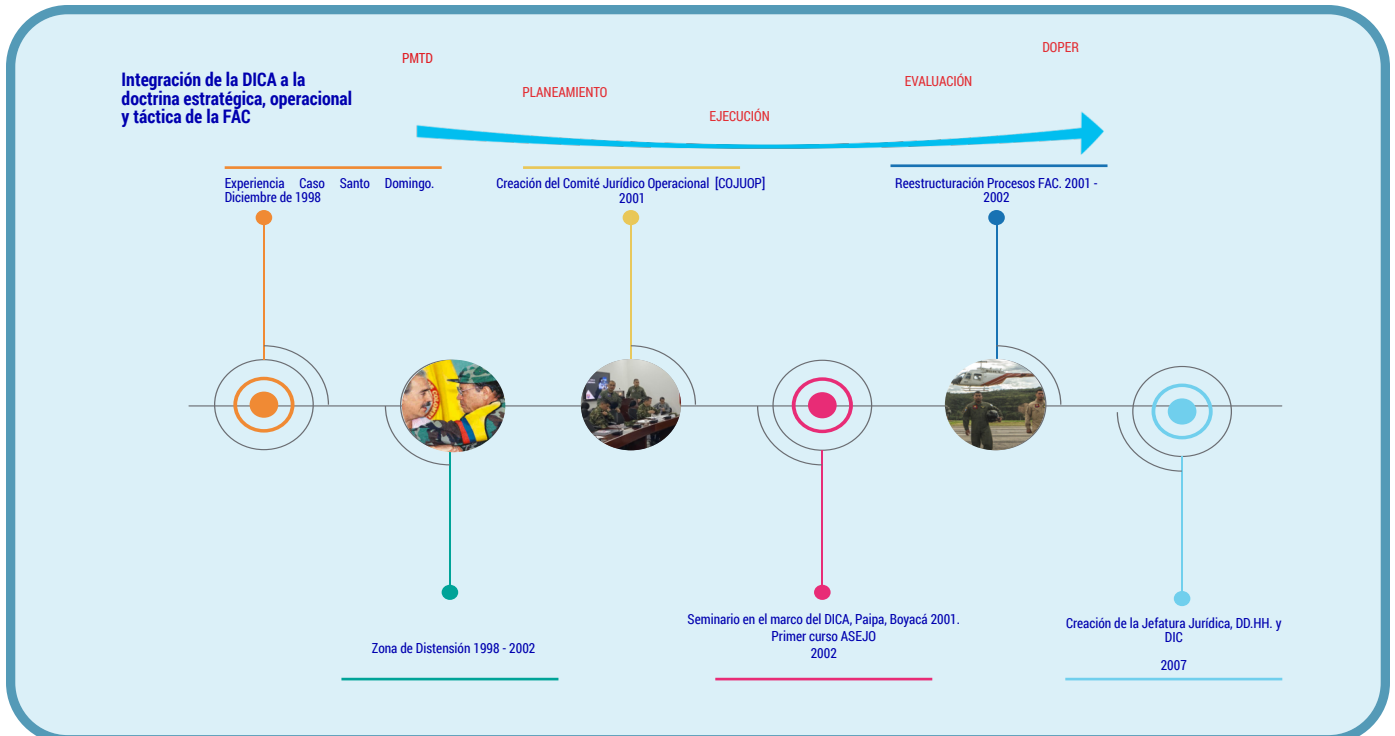 Integración de la DICA a la
doctrina estratégica, operacional
y táctica de la FAC
PMTD
PLANEAMIENTO
EJECUCIÓN
EVALUACIÓN
DOPER
Experiencia Caso Santo Domingo.
Diciembre de 1998
Creación del Comité Jurídico Operacional [COJUOP]
2001
Reestructuración Procesos FAC. 2001 -
2002
Zona de Distensión 1998 - 2002
Seminario en el marco del DICA, Paipa, Boyacá 2001.
Primer curso ASEJO
2002
Creación de la Jefatura Jurídica, DD.HH. y
DIC
2007